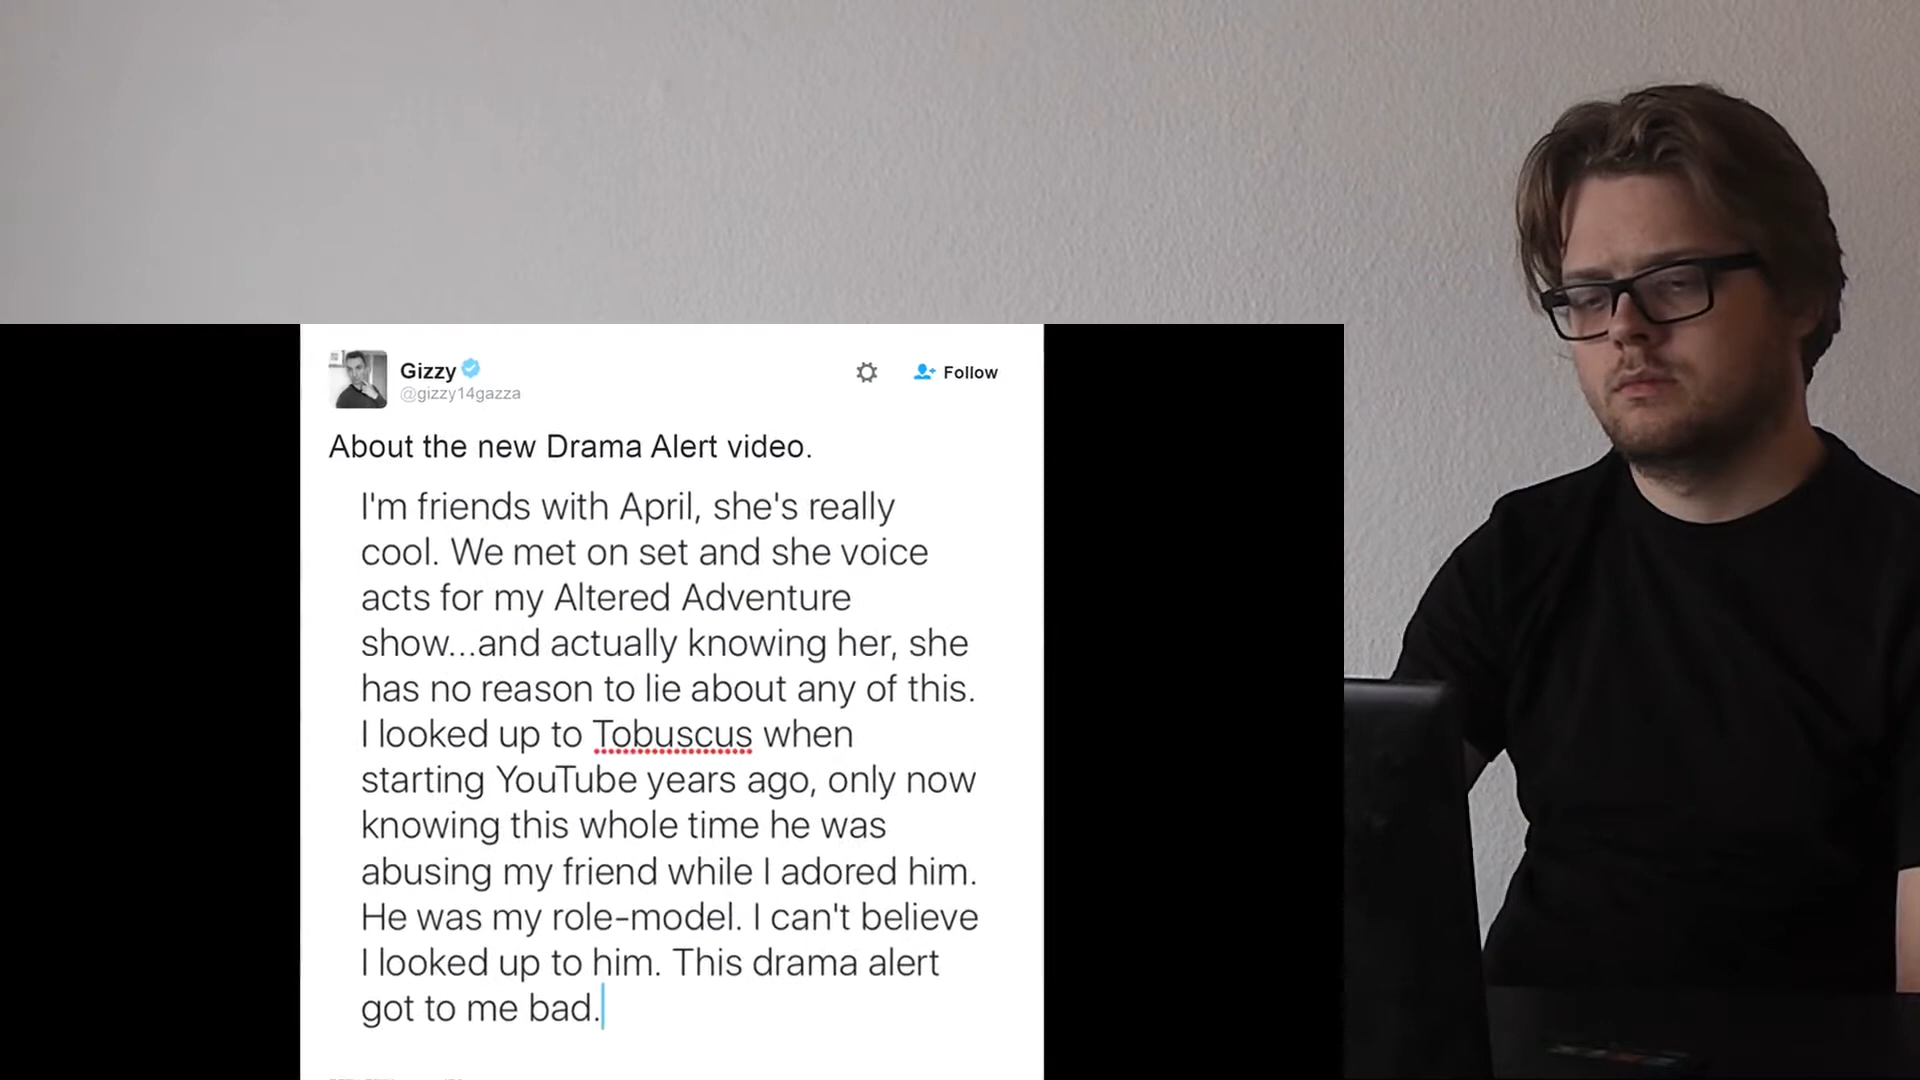 Gizzy
@gizzy14gazza
Follow
About the new Drama Alert video.
I'm friends with April, she's really
cool. We met on set and she voice
acts for my Altered Adventure
show...and actually knowing her, she
has no reason to lie about any of this.
I looked up to Tobuscus when
starting YouTube years ago, only now
knowing this whole time he was
abusing my friend while I adored him.
He was my role-model. I can't believe
I looked up to him. This drama alert
got to me bad.